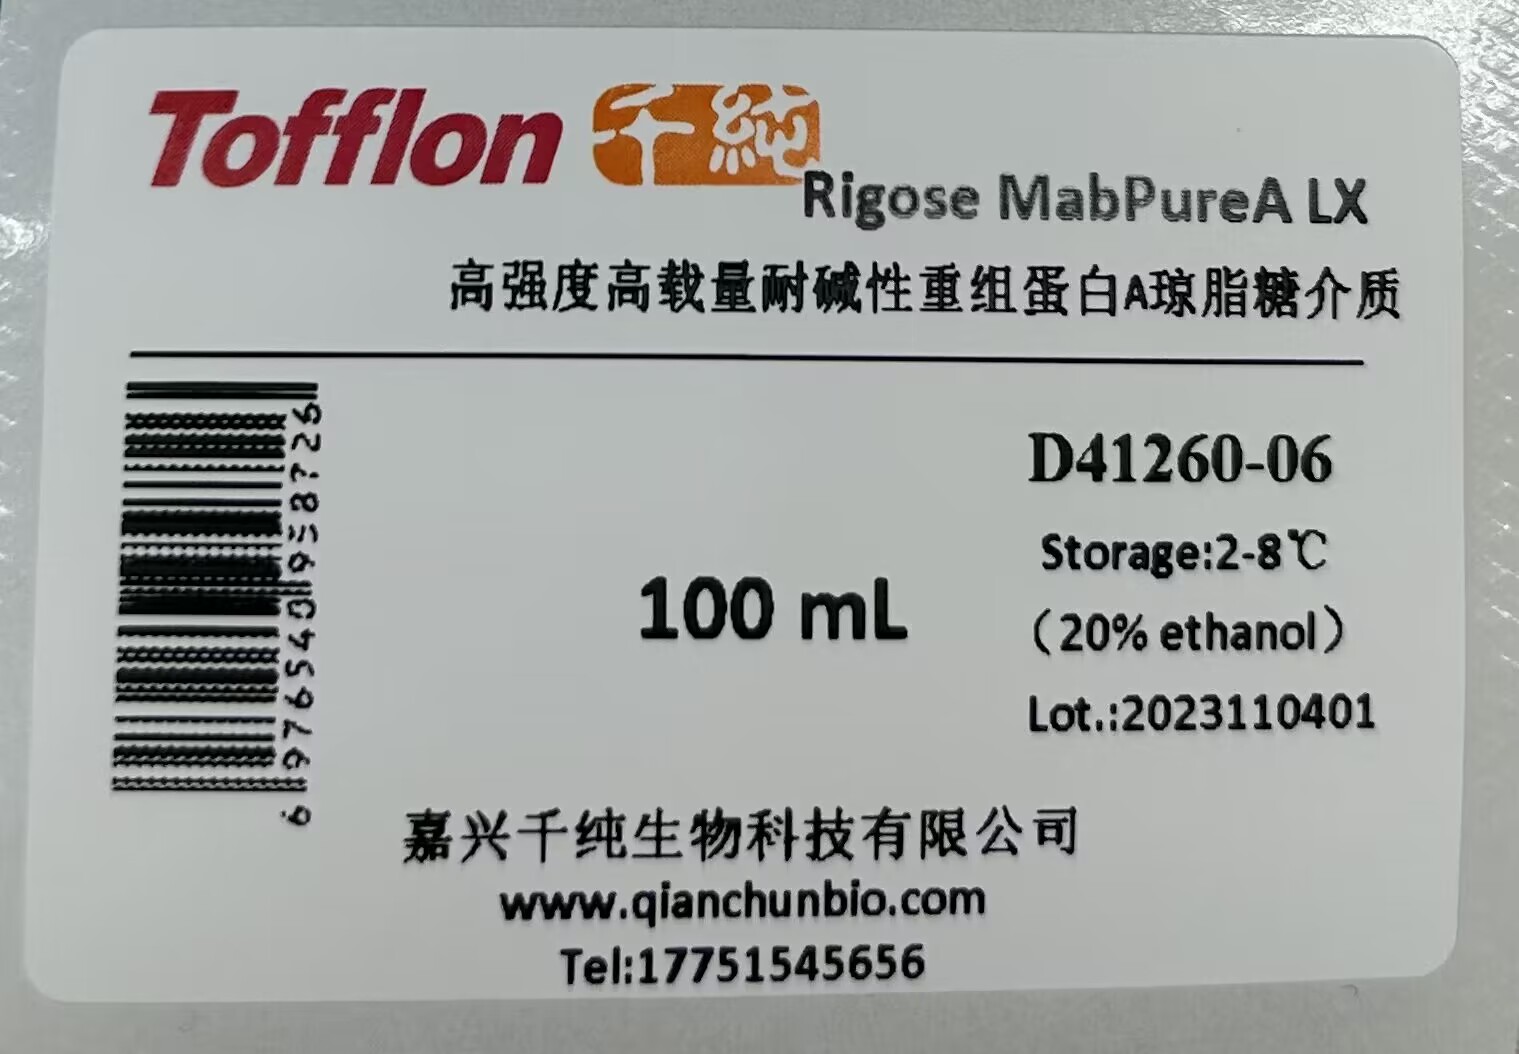 Tofflon 千純
Rigose MabPureA LX
高强度高载量耐碱性重组蛋白A琼脂糖介质
D41260-06
Storage:2-8℃
100 mL
（20% ethanol）
Lot.:2023110401
嘉兴千纯生物科技有限公司
www.qianchunbio.com
Tel:17751545656